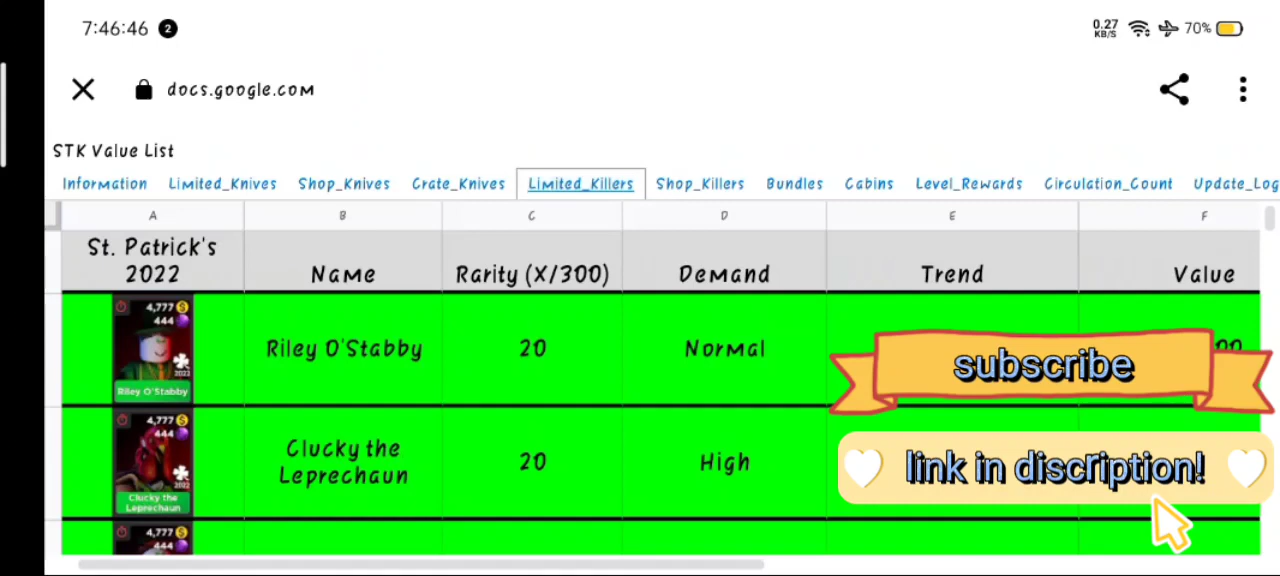 7:46:46 2
0.27 KB/S 70%
docs.google.com
STK Value List
Information Limited_Knives Shop_Knives Crate_Knives Limited_Killers Shop_Killers Bundles Cabins Level_Rewards Circulation_Count Update_Log
A B C D E F
St. Patrick's
2022 Name Rarity (X/300) Demand Trend Value
4,777
444
2022
Riley O'Stabby
Riley O'Stabby 20 Normal
subscribe
4,777
444
2022
Clucky the
Leprechaun
Clucky the
Leprechaun 20 High
link in discription!
4,777
444